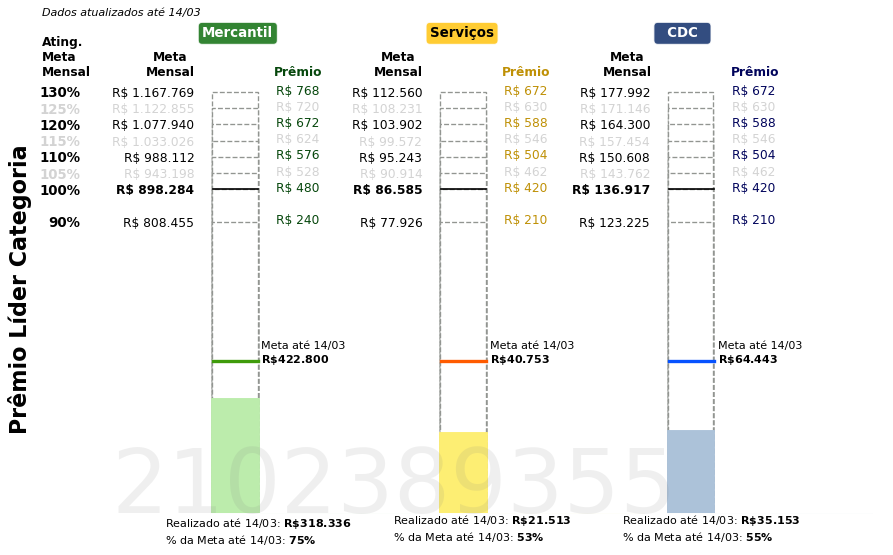 Dados atualizados até 14/03
Mercantil Serviços CDC
Ating.
Meta Meta Meta Meta
Mensal Mensal Prêmio Mensal Prêmio Mensal Prêmio
130% R$ 1.167.769 R$ 768 R$ 112.560 R$ 672 R$ 177.992 R$ 672
125% R$ 1.122.855 R$ 720 R$ 108.231 R$ 630 R$ 171.146 R$ 630
120% R$ 1.077.940 R$ 672 R$ 103.902 R$ 588 R$ 164.300 R$ 588
115% R$ 1.033.026 R$ 624 R$ 99.572 R$ 546 R$ 157.454 R$ 546
110% R$ 988.112 R$ 576 R$ 95.243 R$ 504 R$ 150.608 R$ 504
105% R$ 943.198 R$ 528 R$ 90.914 R$ 462 R$ 143.762 R$ 462
100% R$ 898.284 R$ 480 R$ 86.585 R$ 420 R$ 136.917 R$ 420
90% R$ 808.455 R$ 240 R$ 77.926 R$ 210 R$ 123.225 R$ 210
Prêmio Líder Categoria
Meta até 14/03 Meta até 14/03 Meta até 14/03
R$422.800 R$40.753 R$64.443
2102389355
Realizado até 14/03: R$318.336 Realizado até 14/03: R$21.513 Realizado até 14/03: R$35.153
% da Meta até 14/03: 75% % da Meta até 14/03: 53% % da Meta até 14/03: 55%